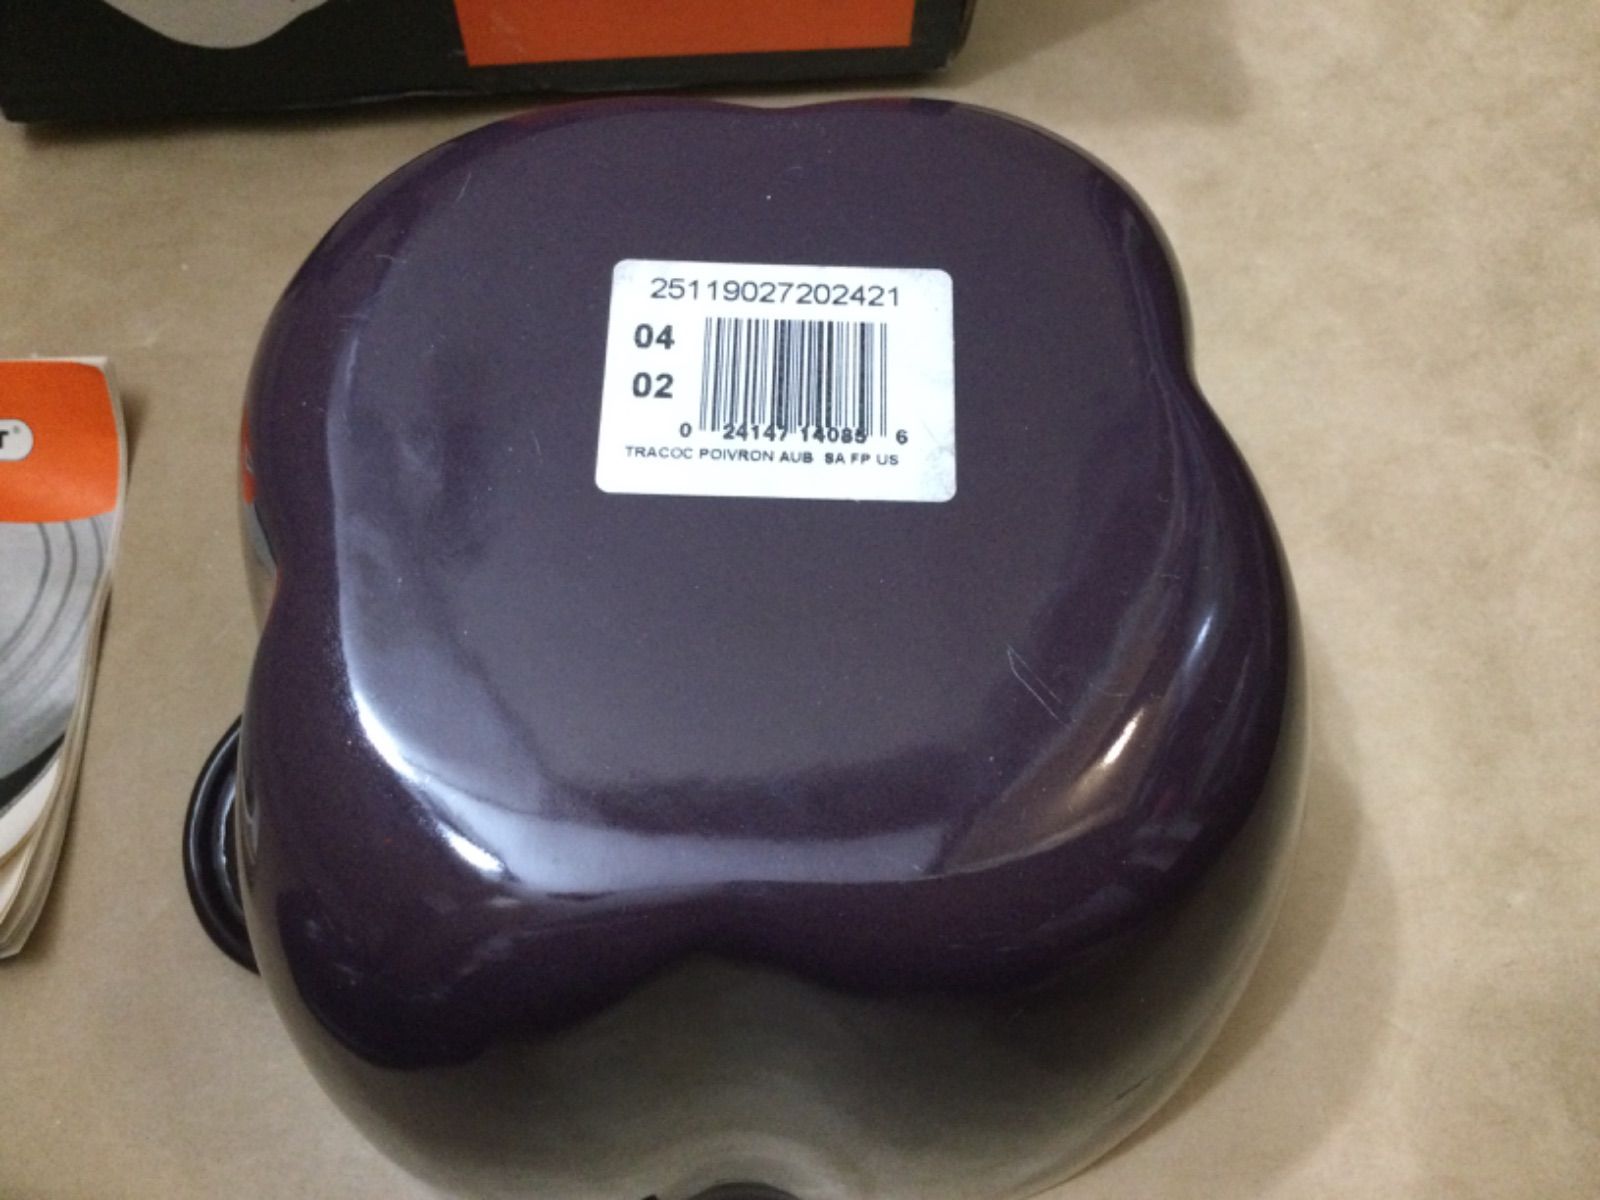 25119027202421
04
02
0 24147 14085 6
TRACOC POIVRON AUB SA FP US
T®